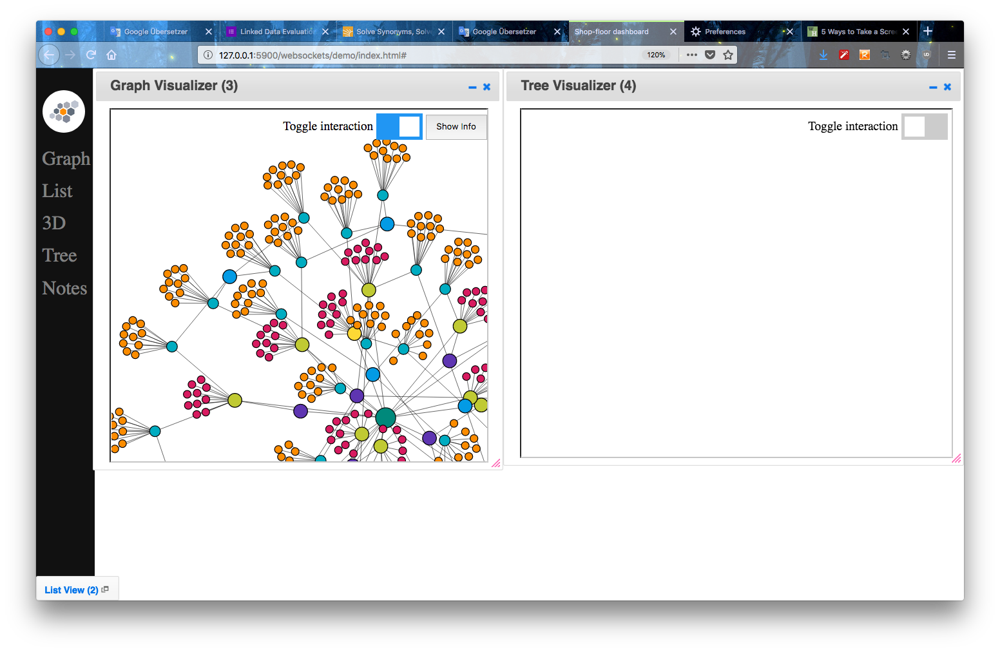 Google Übersetzer
Linked Data Evaluatio
Solve Synonyms, Solv
Google Übersetzer
Shop-floor dashboard
Preferences
5 Ways to Take a Scre
127.0.0.1:5900/websockets/demo/index.html#
120%
Graph Visualizer (3)
Tree Visualizer (4)
Toggle interaction
Show Info
Toggle interaction
Graph
List
3D
Tree
Notes
List View (2)